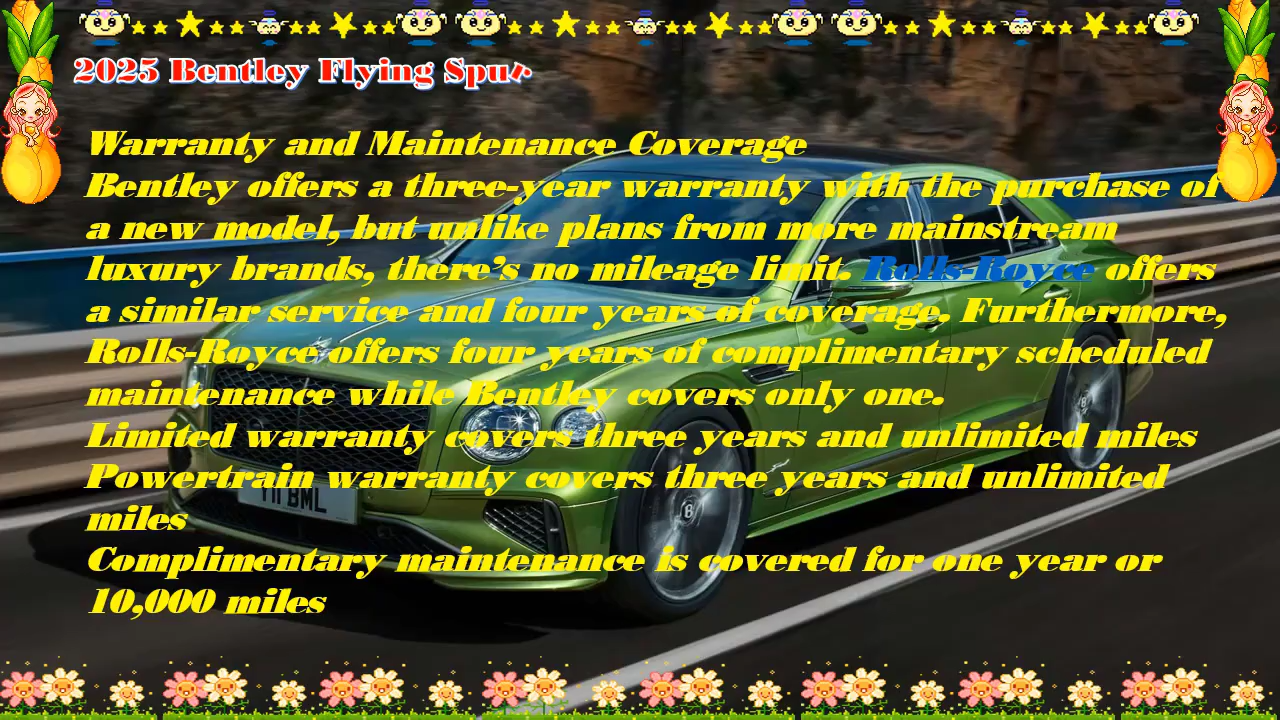 2025 Bentley Flying Spur
Warranty and Maintenance Coverage
Bentley offers a three-year warranty with the purchase of
a new model, but unlike plans from more mainstream
luxury brands, there's no mileage limit. Rolls-Royce offers
a similar service and four years of coverage. Furthermore,
Rolls-Royce offers four years of complimentary scheduled
maintenance while Bentley covers only one.
Limited warranty covers three years and unlimited miles
Powertrain warranty covers three years and unlimited
miles
Complimentary maintenance is covered for one year or
10,000 miles
BML